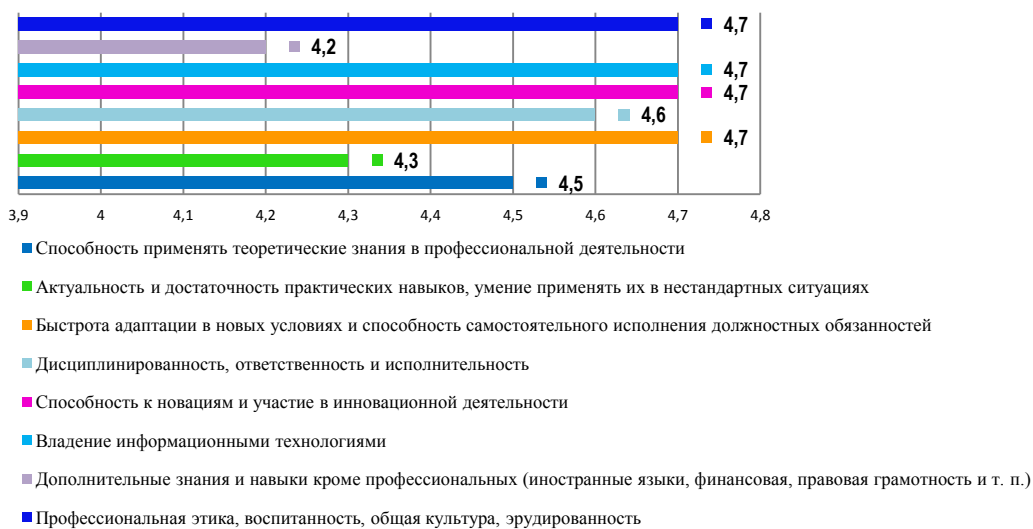 4,7
4,2
4,7
4,7
4,6
4,7
4,3
4,5
3,9 4 4,1 4,2 4,3 4,4 4,5 4,6 4,7 4,8
Способность применять теоретические знания в профессиональной деятельности
Актуальность и достаточность практических навыков, умение применять их в нестандартных ситуациях
Быстрота адаптации в новых условиях и способность самостоятельного исполнения должностных обязанностей
Дисциплинированность, ответственность и исполнительность
Способность к новациям и участие в инновационной деятельности
Владение информационными технологиями
Дополнительные знания и навыки кроме профессиональных (иностранные языки, финансовая, правовая грамотность и т. п.)
Профессиональная этика, воспитанность, общая культура, эрудированность